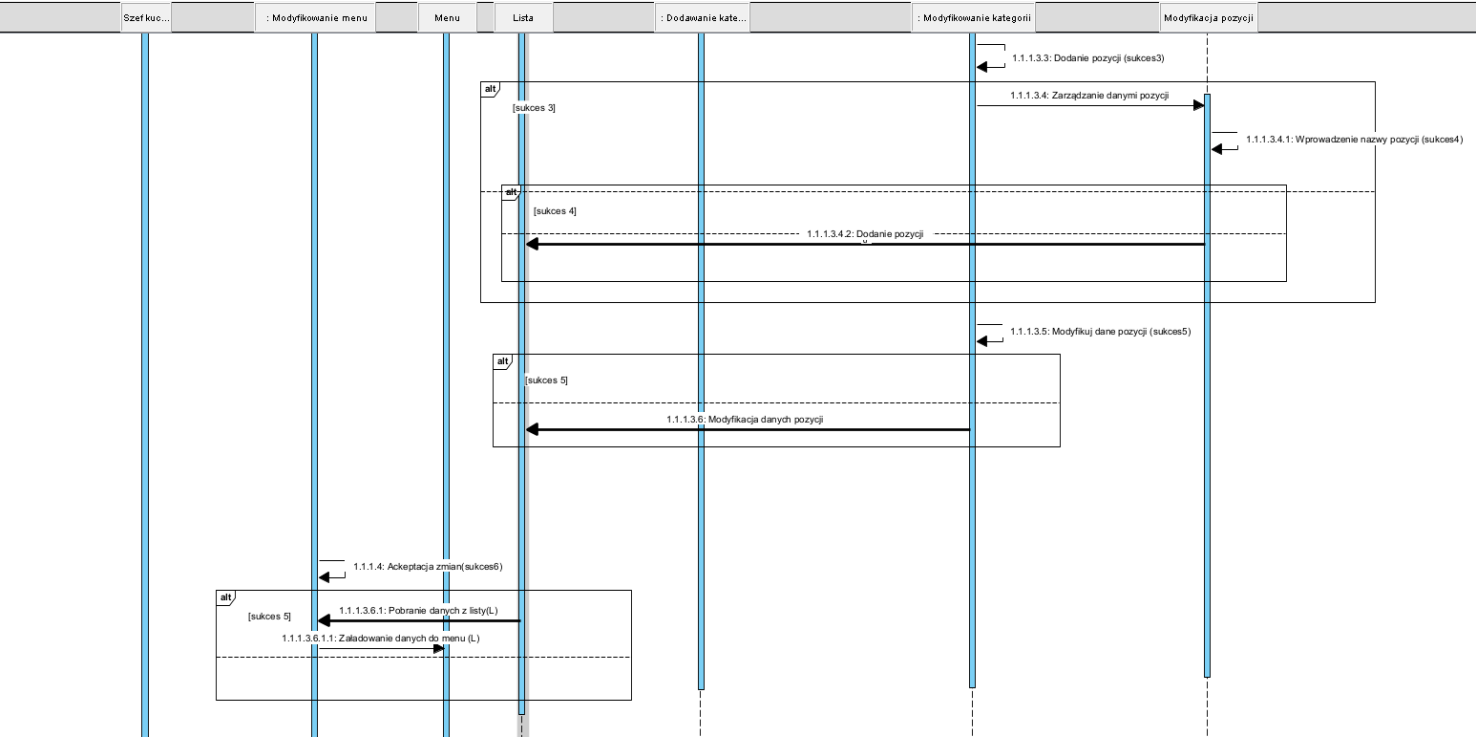 Szef kuc...
: Modyfikowanie menu
Menu
Lista
: Dodawanie kate...
: Modyfikowanie kategorii
Modyfikacja pozycji
1.1.1.3.3: Dodanie pozycji (sukces3)
alt
[sukces 3]
1.1.1.3.4: Zarządzanie danymi pozycji
1.1.1.3.4.1: Wprowadzenie nazwy pozycji (sukces4)
alt
[sukces 4]
1.1.1.3.4.2: Dodanie pozycji
1.1.1.3.5: Modyfikuj dane pozycji (sukces5)
alt
[sukces 5]
1.1.1.3.6: Modyfikacja danych pozycji
1.1.1.4: Ackeptacja zmian(sukces6)
alt
[sukces 5]
1.1.1.3.6.1: Pobranie danych z listy(L)
1.1.1.3.6.1.1: Załadowanie danych do menu (L)